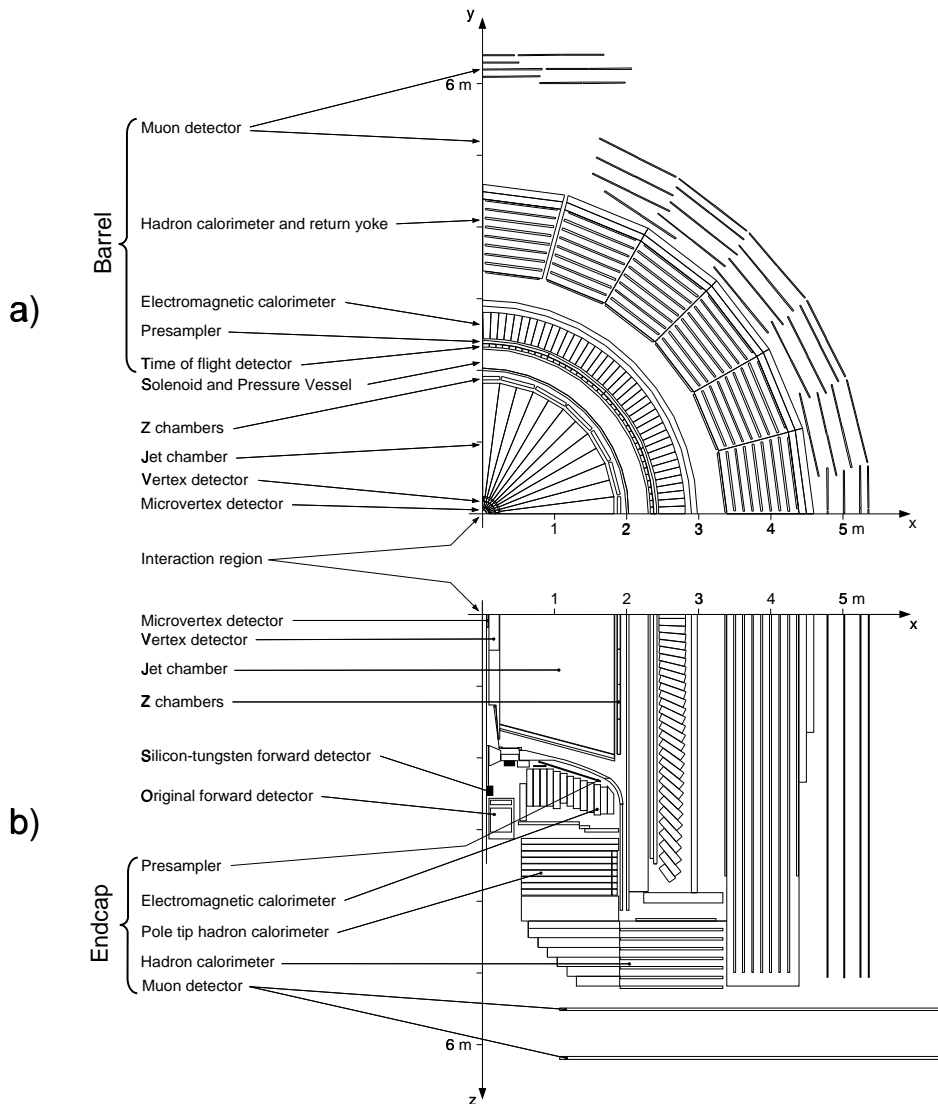 y
6 m
Muon detector
Hadron calorimeter and return yoke
Barrel
a)
Electromagnetic calorimeter
Presampler
Time of flight detector
Solenoid and Pressure Vessel
Z chambers
Jet chamber
Vertex detector
Microvertex detector
1 2 3 4 5 m
x
Interaction region
1 2 3 4 5 m
x
Microvertex detector
Vertex detector
Jet chamber
Z chambers
Silicon-tungsten forward detector
Original forward detector
b)
Endcap
Presampler
Electromagnetic calorimeter
Pole tip hadron calorimeter
Hadron calorimeter
Muon detector
6 m
z